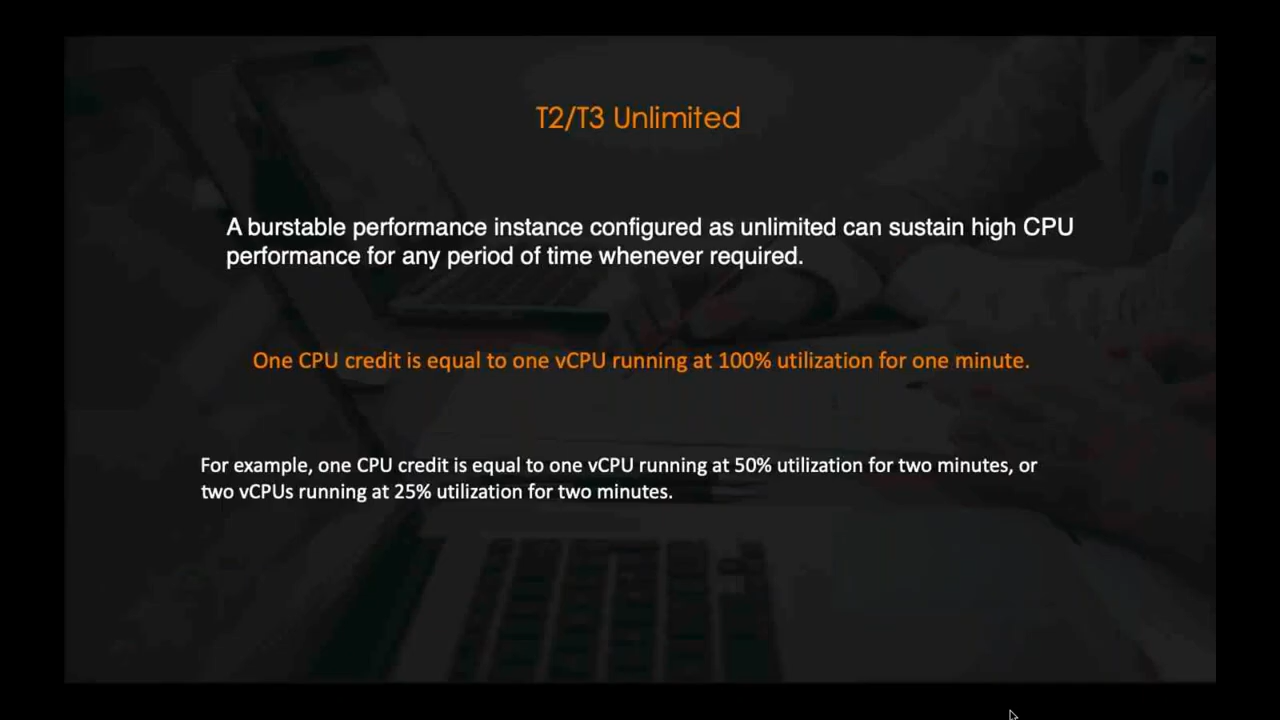 T2/T3 Unlimited
A burstable performance instance configured as unlimited can sustain high CPU
performance for any period of time whenever required.
One CPU credit is equal to one vCPU running at 100% utilization for one minute.
For example, one CPU credit is equal to one vCPU running at 50% utilization for two minutes, or
two vCPUs running at 25% utilization for two minutes.